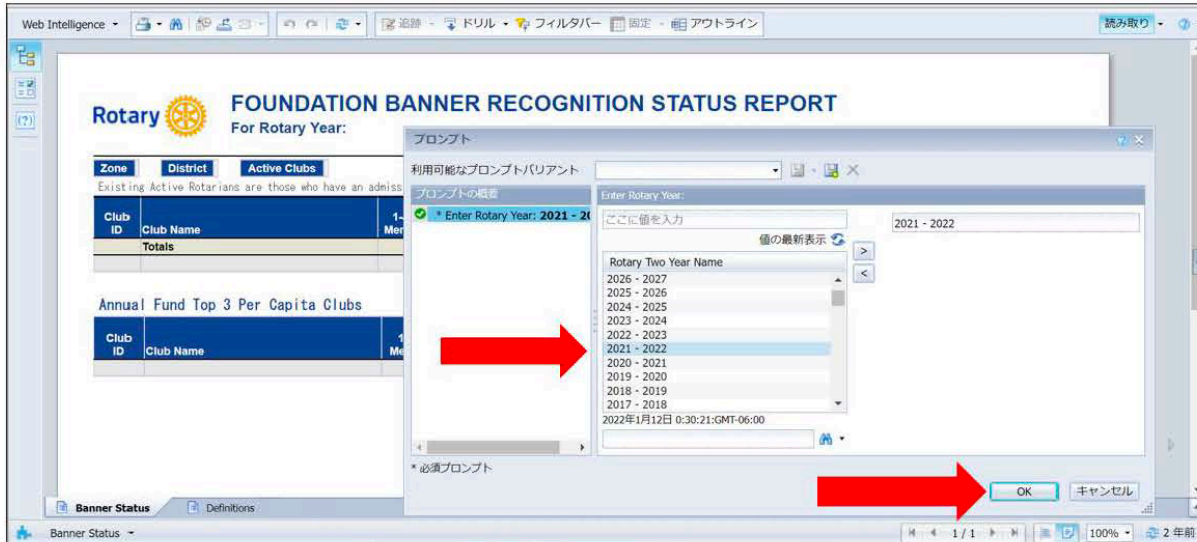 Web Intelligence
追跡
ドリル
フィルタバー
固定
アウトライン
読み取り
Rotary
FOUNDATION BANNER RECOGNITION STATUS REPORT
For Rotary Year:
Zone
District
Active Clubs
Existing Active Rotarians are those who have an admiss
Club ID
Club Name
1-
Mer
Totals
Annual Fund Top 3 Per Capita Clubs
Club ID
Club Name
1
Me
プロンプト
利用可能なプロンプトバリアント
プロンプトの概要
* Enter Rotary Year: 2021 - 20
Enter Rotary Year:
ここに値を入力
値の最新表示
Rotary Two Year Name
2026 - 2027
2025 - 2026
2024 - 2025
2023 - 2024
2022 - 2023
2021 - 2022
2020 - 2021
2019 - 2020
2018 - 2019
2017 - 2018
2022年1月12日 0:30:21:GMT-06:00
>
<
2021 - 2022
* 必須プロンプト
OK
キャンセル
Banner Status
Definitions
Banner Status
1 / 1
100%
2 年前